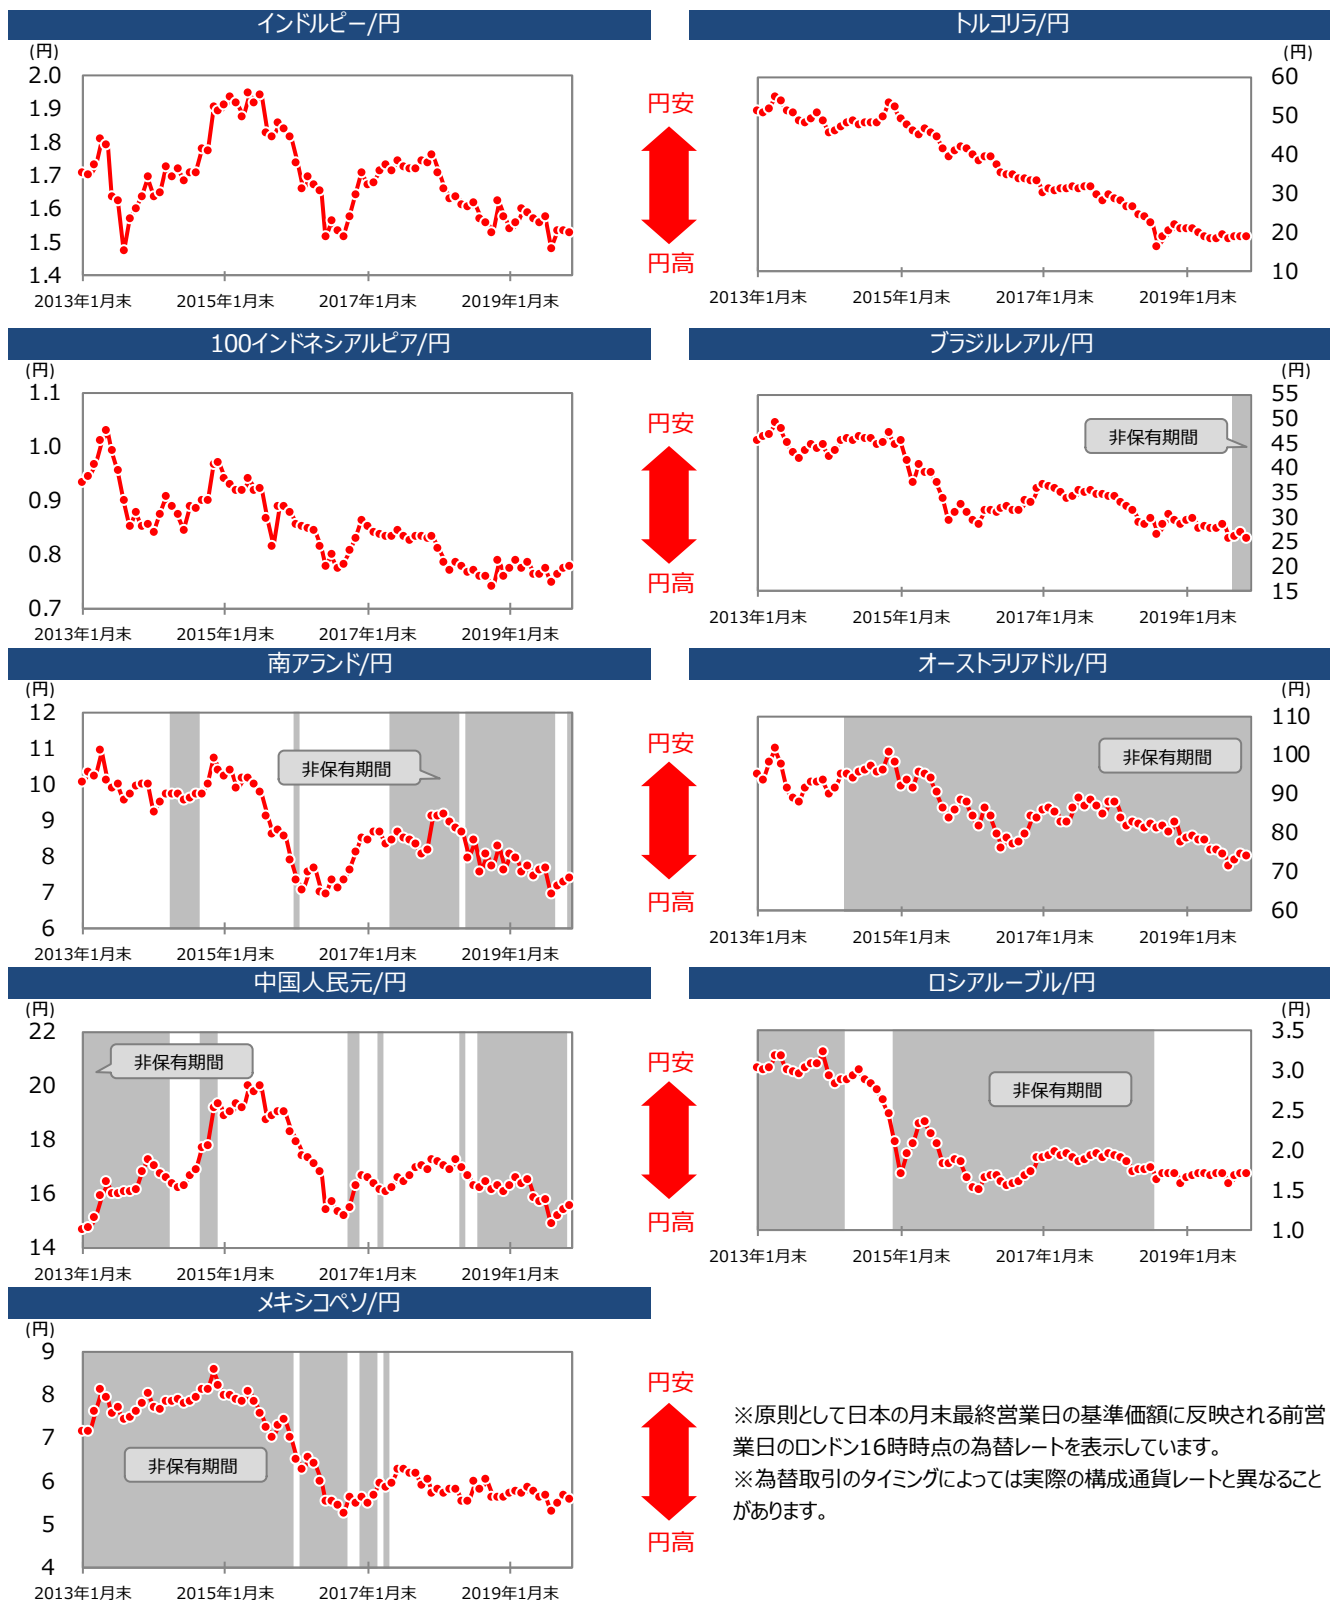 インドルピー/円
(円)
2.0
1.9
1.8
1.7
1.6
1.5
1.4
2013年1月末
2015年1月末
2017年1月末
2019年1月末
円安
円高
トルコリラ/円
(円)
60
50
40
30
20
10
2013年1月末
2015年1月末
2017年1月末
2019年1月末
100インドネシアルピア/円
(円)
1.1
1.0
0.9
0.8
0.7
2013年1月末
2015年1月末
2017年1月末
2019年1月末
円安
円高
ブラジルレアル/円
(円)
55
50
45
40
35
30
25
20
15
非保有期間
2013年1月末
2015年1月末
2017年1月末
2019年1月末
南アランド/円
(円)
12
11
10
9
8
7
6
非保有期間
2013年1月末
2015年1月末
2017年1月末
2019年1月末
円安
円高
オーストラリアドル/円
(円)
110
100
90
80
70
60
非保有期間
2013年1月末
2015年1月末
2017年1月末
2019年1月末
中国人民元/円
(円)
22
20
18
16
14
非保有期間
2013年1月末
2015年1月末
2017年1月末
2019年1月末
円安
円高
ロシアルーブル/円
(円)
3.5
3.0
2.5
2.0
1.5
1.0
非保有期間
2013年1月末
2015年1月末
2017年1月末
2019年1月末
メキシコペソ/円
(円)
9
8
7
6
5
4
非保有期間
2013年1月末
2015年1月末
2017年1月末
2019年1月末
円安
円高
※原則として日本の月末最終営業日の基準価額に反映される前営
業日のロンドン16時時点の為替レートを表示しています。
※為替取引のタイミングによっては実際の構成通貨レートと異なること
があります。